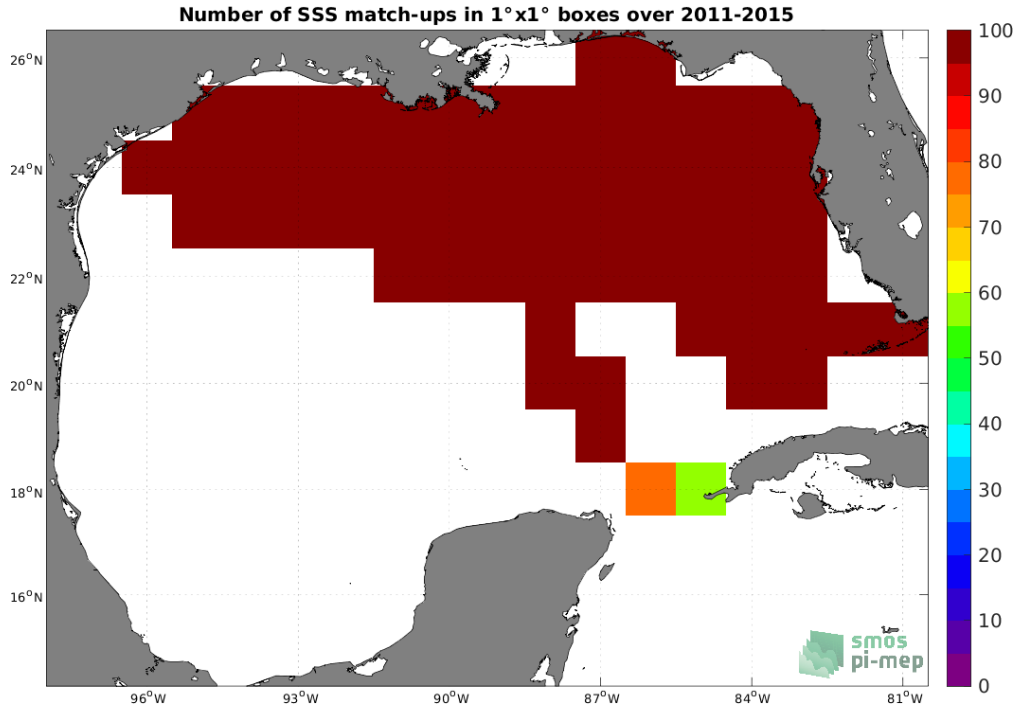 Number of SSS match-ups in 1°x1° boxes over 2011-2015
26°N
24°N
22°N
20°N
18°N
16°N
96°W
93°W
90°W
87°W
84°W
81°W
100
90
80
70
60
50
40
30
20
10
0
smos
pi-mep